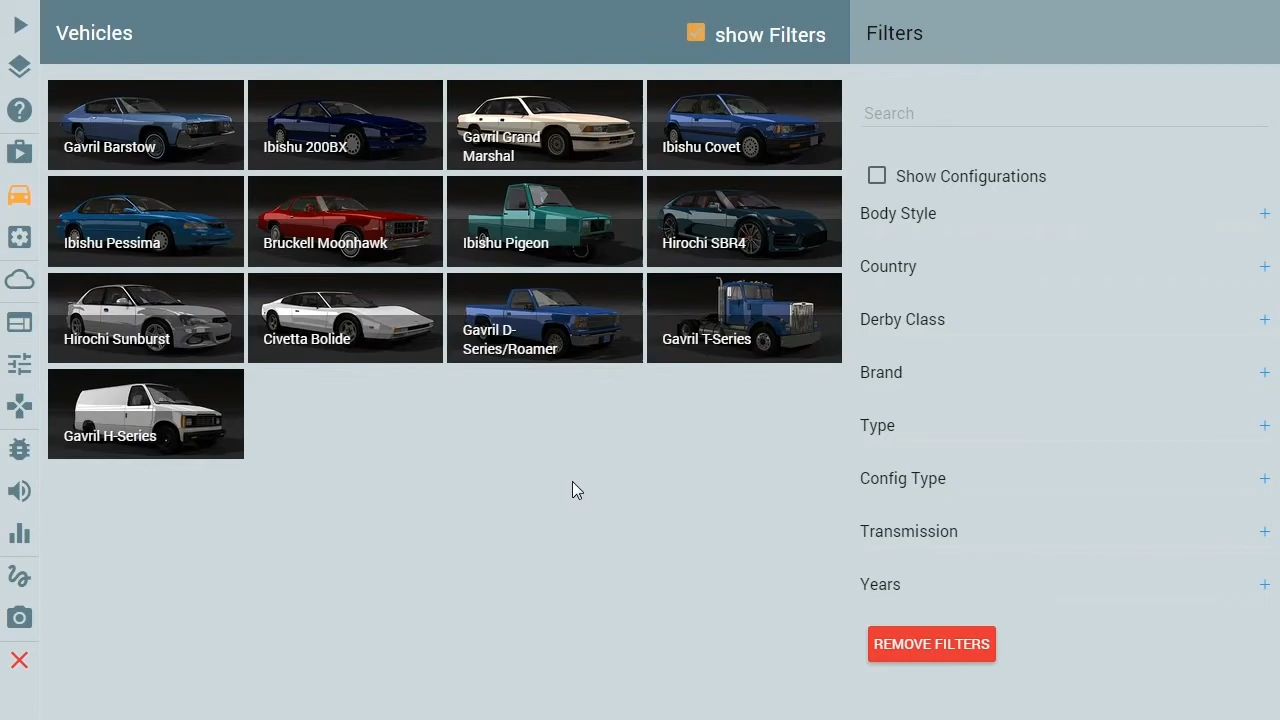 Vehicles
show Filters
Filters
Gavril Barstow
Ibishu 200BX
Gavril Grand
Marshal
Ibishu Covet
Ibishu Pessima
Bruckell Moonhawk
Ibishu Pigeon
Hirochi SBR4
Hirochi Sunburst
Civetta Bolide
Gavril D-
Series/Roamer
Gavril T-Series
Gavril H-Series
Search
Show Configurations
Body Style
Country
Derby Class
Brand
Type
Config Type
Transmission
Years
REMOVE FILTERS